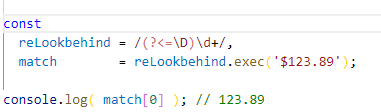 const
  reLookbehind = /(?<=\D)\d+/,
  match        = reLookbehind.exec('$123.89');

console.log( match[0] ); // 123.89